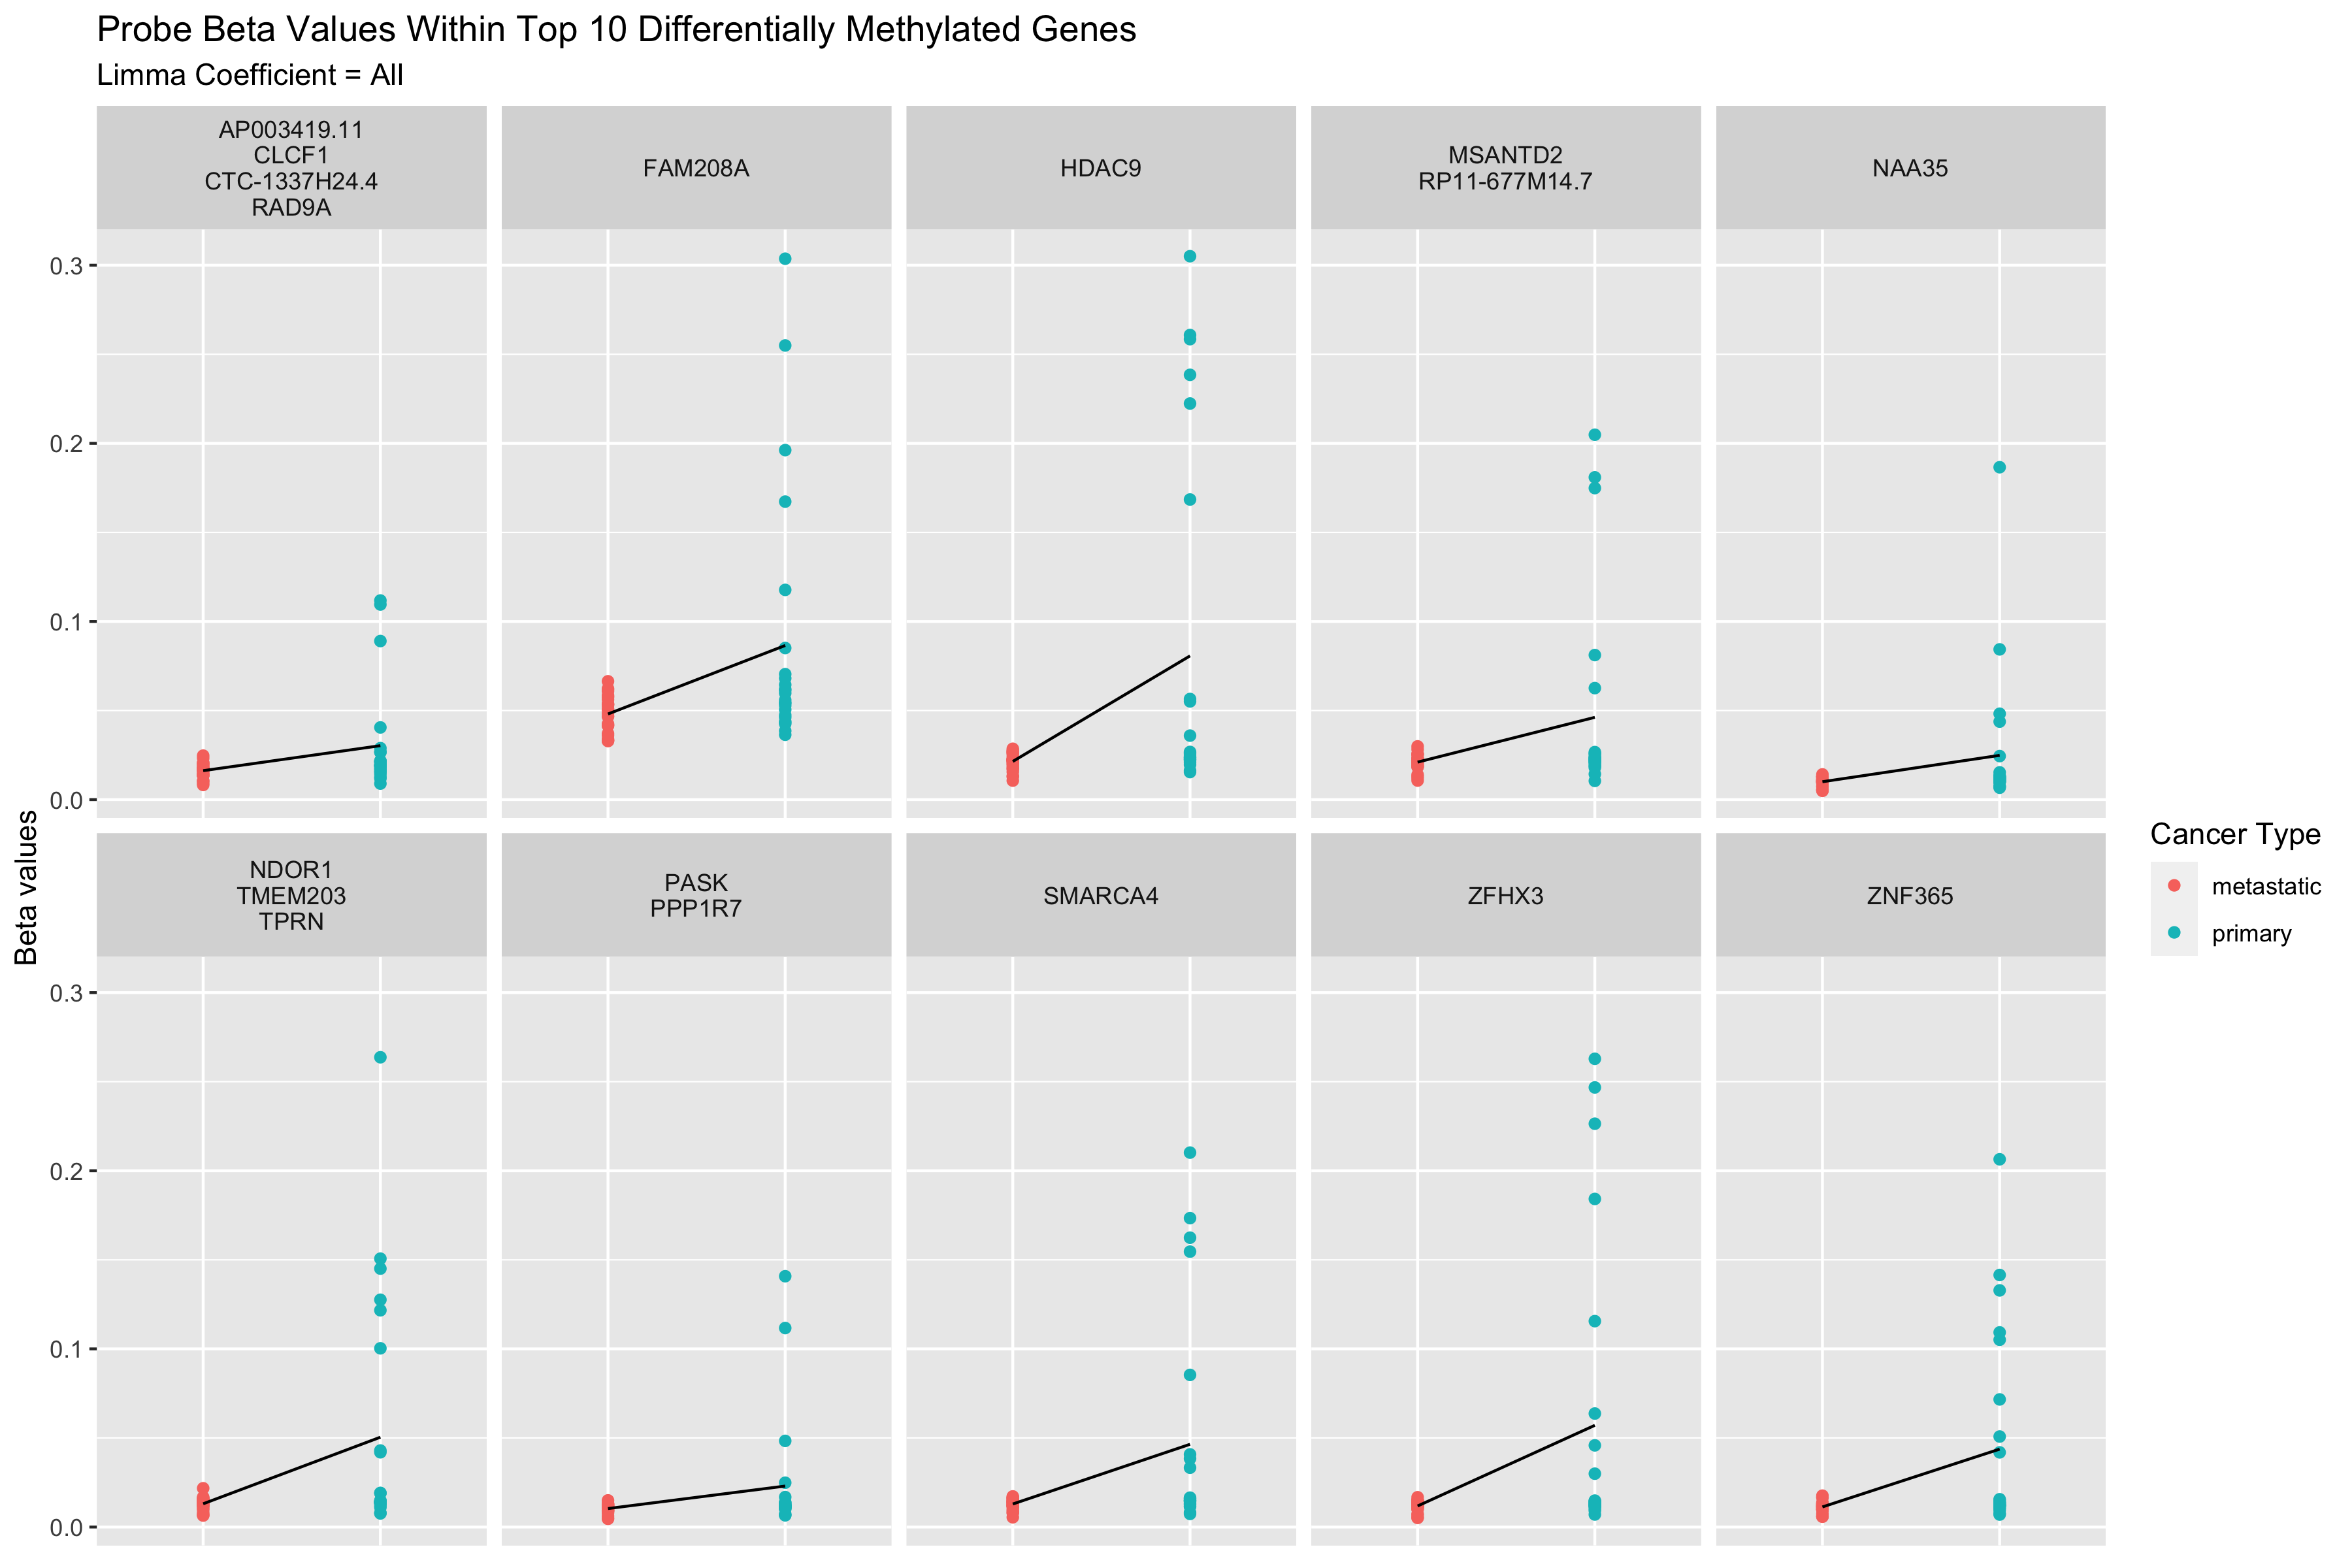 Probe Beta Values Within Top 10 Differentially Methylated Genes
Limma Coefficient = All
AP003419.11
CLCF1
CTC-1337H24.4
RAD9A
FAM208A
HDAC9
MSANTD2
RP11-677M14.7
NAA35
0.3
0.2
0.1
0.0
NDOR1
TMEM203
TPRN
PASK
PPP1R7
SMARCA4
ZFHX3
ZNF365
0.3
0.2
0.1
0.0
Beta values
Cancer Type
metastatic
primary